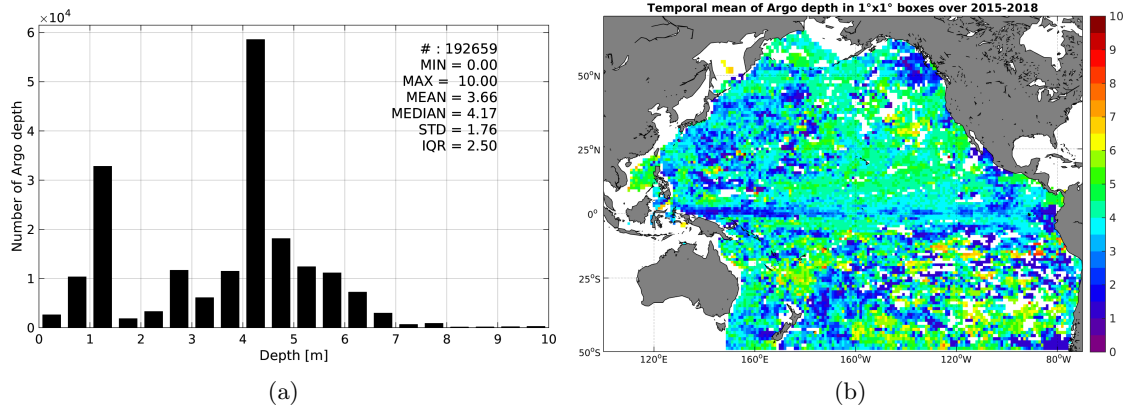 ×10⁴
6
5
4
3
2
1
0
Number of Argo depth
# : 192659
MIN = 0.00
MAX = 10.00
MEAN = 3.66
MEDIAN = 4.17
STD = 1.76
IQR = 2.50
0 1 2 3 4 5 6 7 8 9 10
Depth [m]
(a)
Temporal mean of Argo depth in 1°x1° boxes over 2015-2018
50°N
25°N
0°
25°S
50°S
120°E 160°E 160°W 120°W 80°W
10
9
8
7
6
5
4
3
2
1
0
(b)